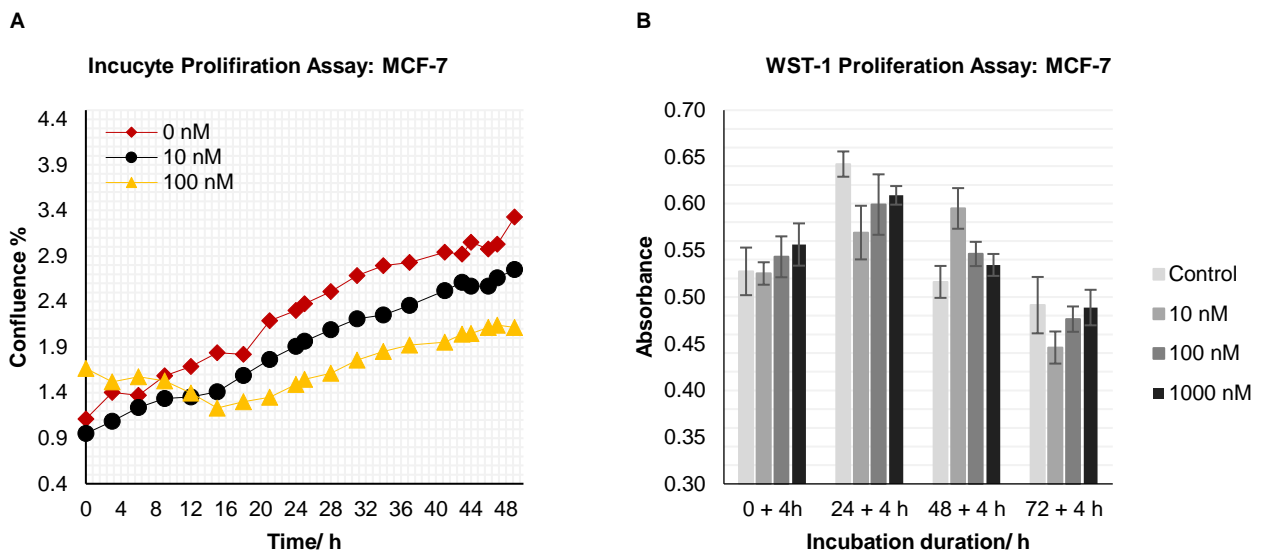 A
Incucyte Prolifiration Assay: MCF-7
Confluence %
4.4
3.9
3.4
2.9
2.4
1.9
1.4
0.9
0.4
0 nM
10 nM
100 nM
0 4 8 12 16 20 24 28 32 36 40 44 48
Time/ h
B
WST-1 Proliferation Assay: MCF-7
Absorbance
0.70
0.65
0.60
0.55
0.50
0.45
0.40
0.35
0.30
0 + 4h 24 + 4 h 48 + 4 h 72 + 4 h
Incubation duration/ h
Control
10 nM
100 nM
1000 nM